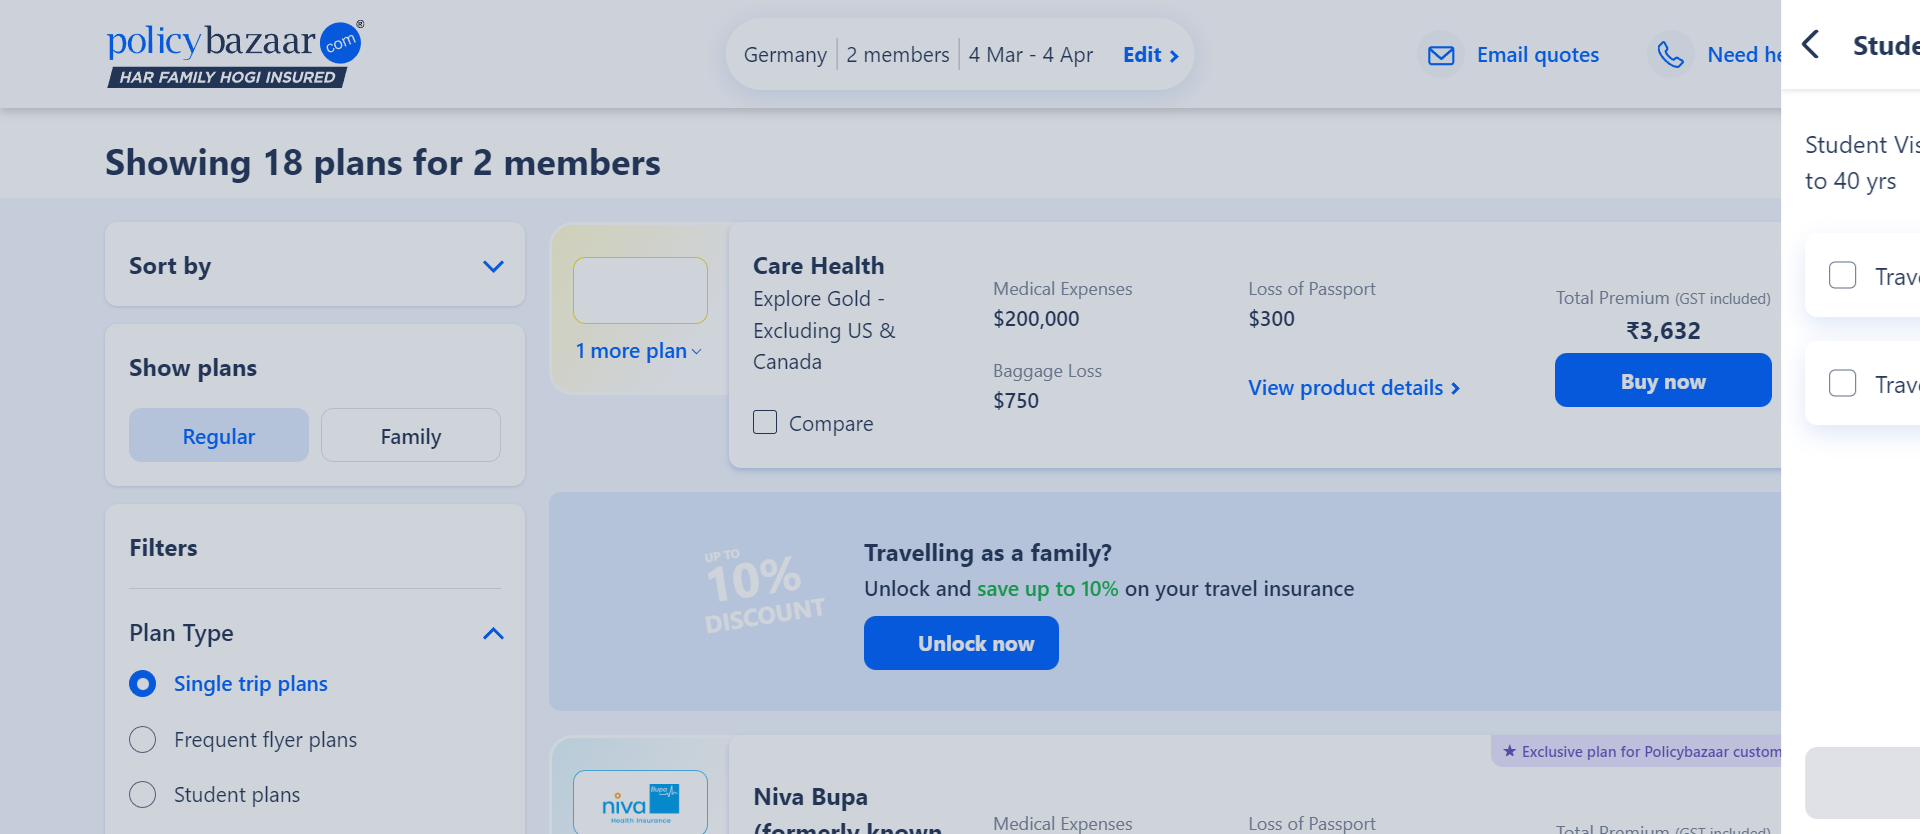 policybazaar com ®
HAR FAMILY HOGI INSURED
Germany 2 members 4 Mar - 4 Apr Edit
Email quotes
Need
Showing 18 plans for 2 members
Sort by
Show plans
Regular
Family
Filters
Plan Type
Single trip plans
Frequent flyer plans
Student plans
1 more plan
Care Health
Explore Gold -
Excluding US &
Canada
Compare
Medical Expenses
$200,000
Baggage Loss
$750
Loss of Passport
$300
View product details
Total Premium (GST included)
₹3,632
Buy now
UP TO
10%
DISCOUNT
Travelling as a family?
Unlock and save up to 10% on your travel insurance
Unlock now
Exclusive plan for Policybazaar custom
niva Bupa
Health Insurance
Niva Bupa
(formerly known
Medical Expenses
Loss of Passport
Total Premium (GST included)
Stude
Student Vis
to 40 yrs
Trave
Trave